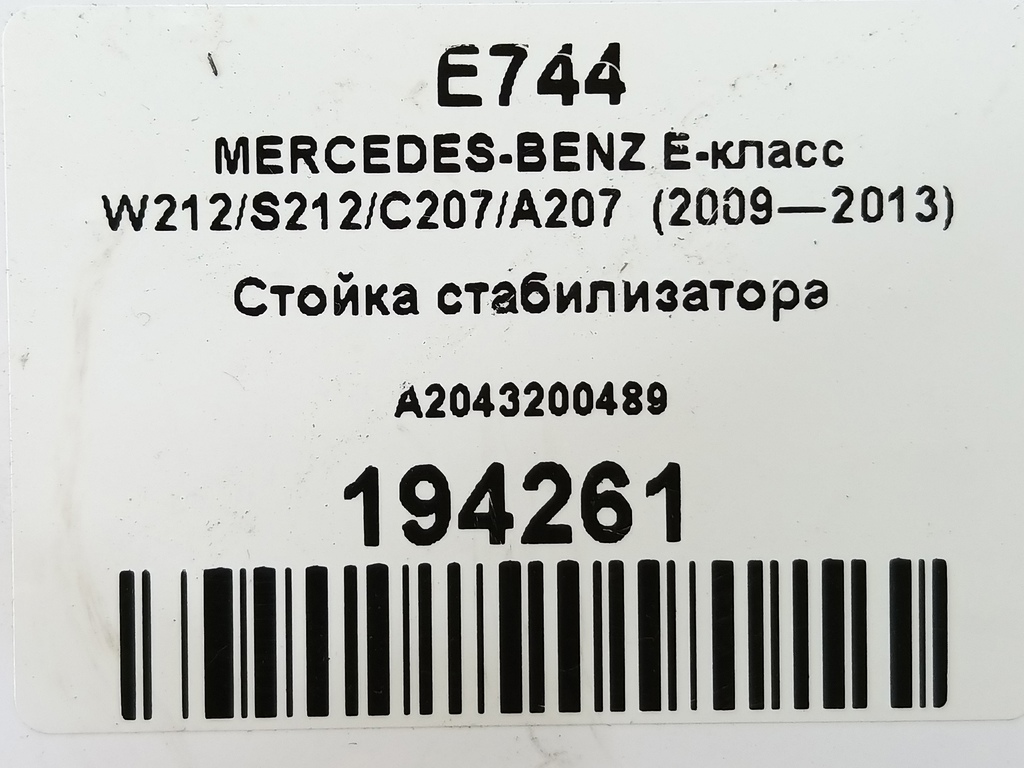 E744
MERCEDES-BENZ E-класс
W212/S212/C207/A207 (2009—2013)
Стойка стабилизатора
A2043200489
194261